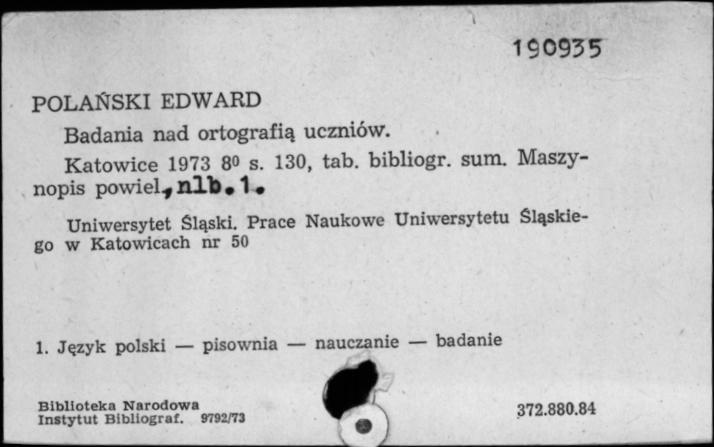 190935
POLAŃSKI EDWARD
Badania nad ortografią uczniów.
Katowice 1973 8⁰ s. 130, tab. bibliogr. sum. Maszy-
nopis powiel., nlb. 1.
Uniwersytet Śląski. Prace Naukowe Uniwersytetu Śląskie-
go w Katowicach nr 50
1. Język polski — pisownia — nauczanie — badanie
Biblioteka Narodowa
Instytut Bibliograf. 9792/73
372.880.84